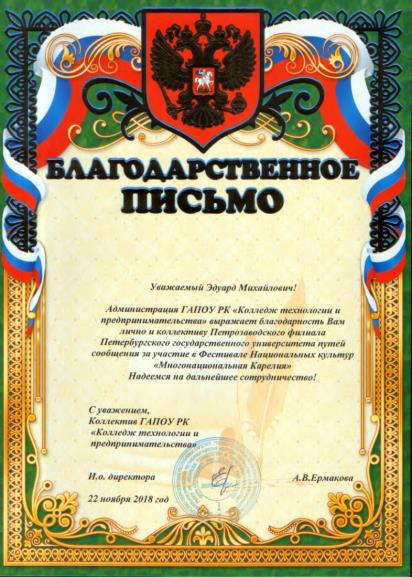 БЛАГОДАРСТВЕННОЕ
ПИСЬМО
Уважаемый Эдуард Михайлович!
Администрация ГАПОУ РК «Колледж технологии и
предпринимательства» выражает благодарность Вам
лично и коллективу Петрозаводского филиала
Петербургского государственного университета путей
сообщения за участие в Фестивале Национальных культур
«Многонациональная Карелия»
Надеемся на дальнейшее сотрудничество!
С уважением,
Коллектив ГАПОУ РК
«Колледж технологии и
предпринимательства»
И.о. директора
А.В.Ермакова
22 ноября 2018 год